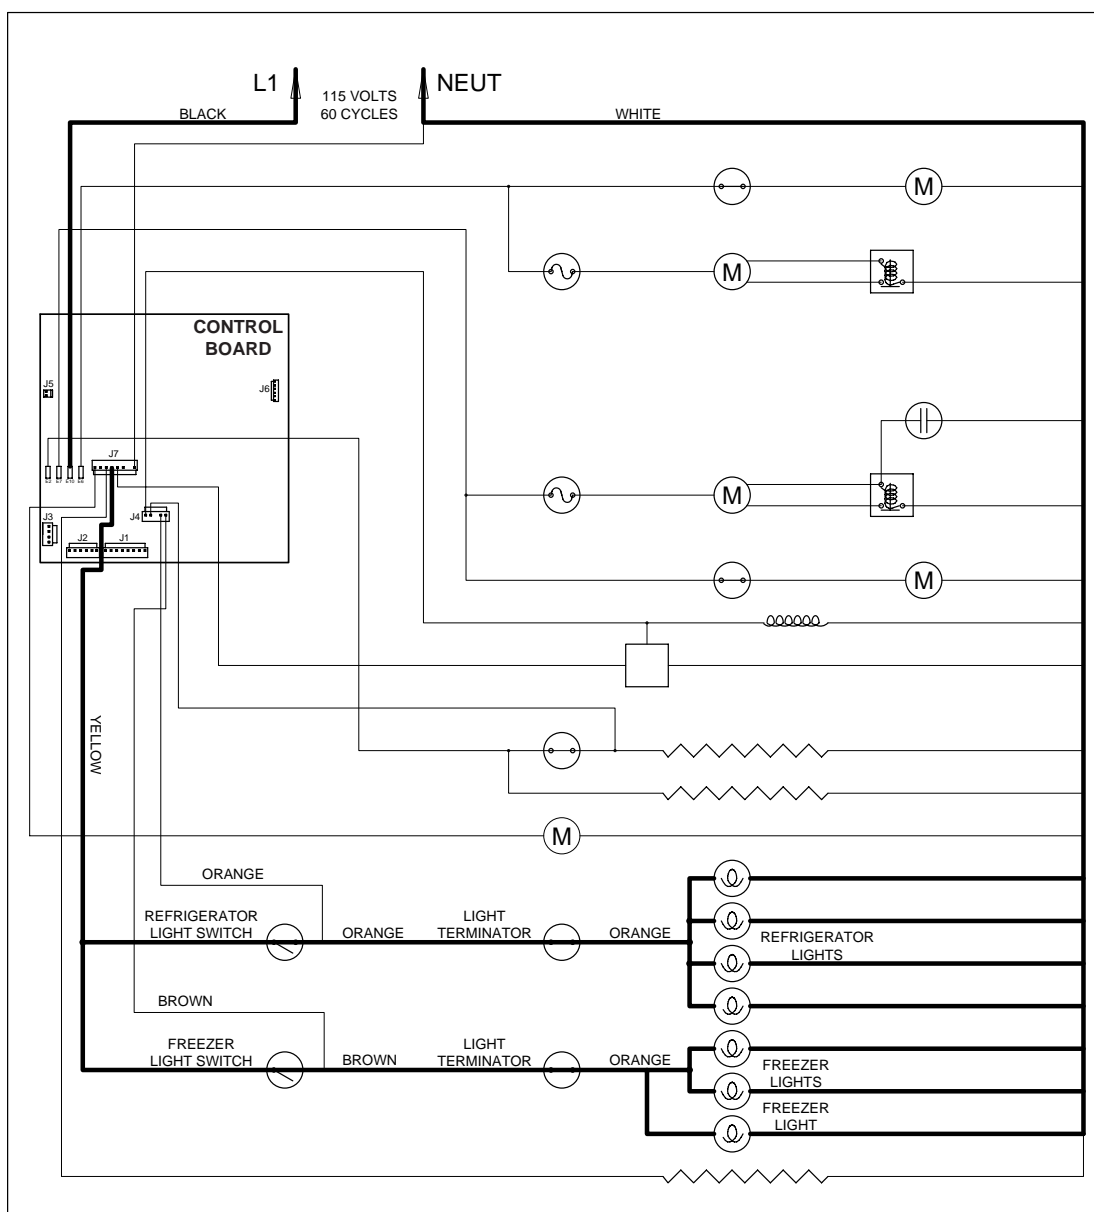 L1
115 VOLTS
60 CYCLES
NEUT
BLACK
WHITE
M
M
CONTROL
BOARD
J5
J6
J7
M
J3
J4
J2
J1
M
YELLOW
M
ORANGE
REFRIGERATOR
LIGHT SWITCH
ORANGE
LIGHT
TERMINATOR
ORANGE
REFRIGERATOR
LIGHTS
BROWN
FREEZER
LIGHT SWITCH
BROWN
LIGHT
TERMINATOR
ORANGE
FREEZER
LIGHTS
FREEZER
LIGHT